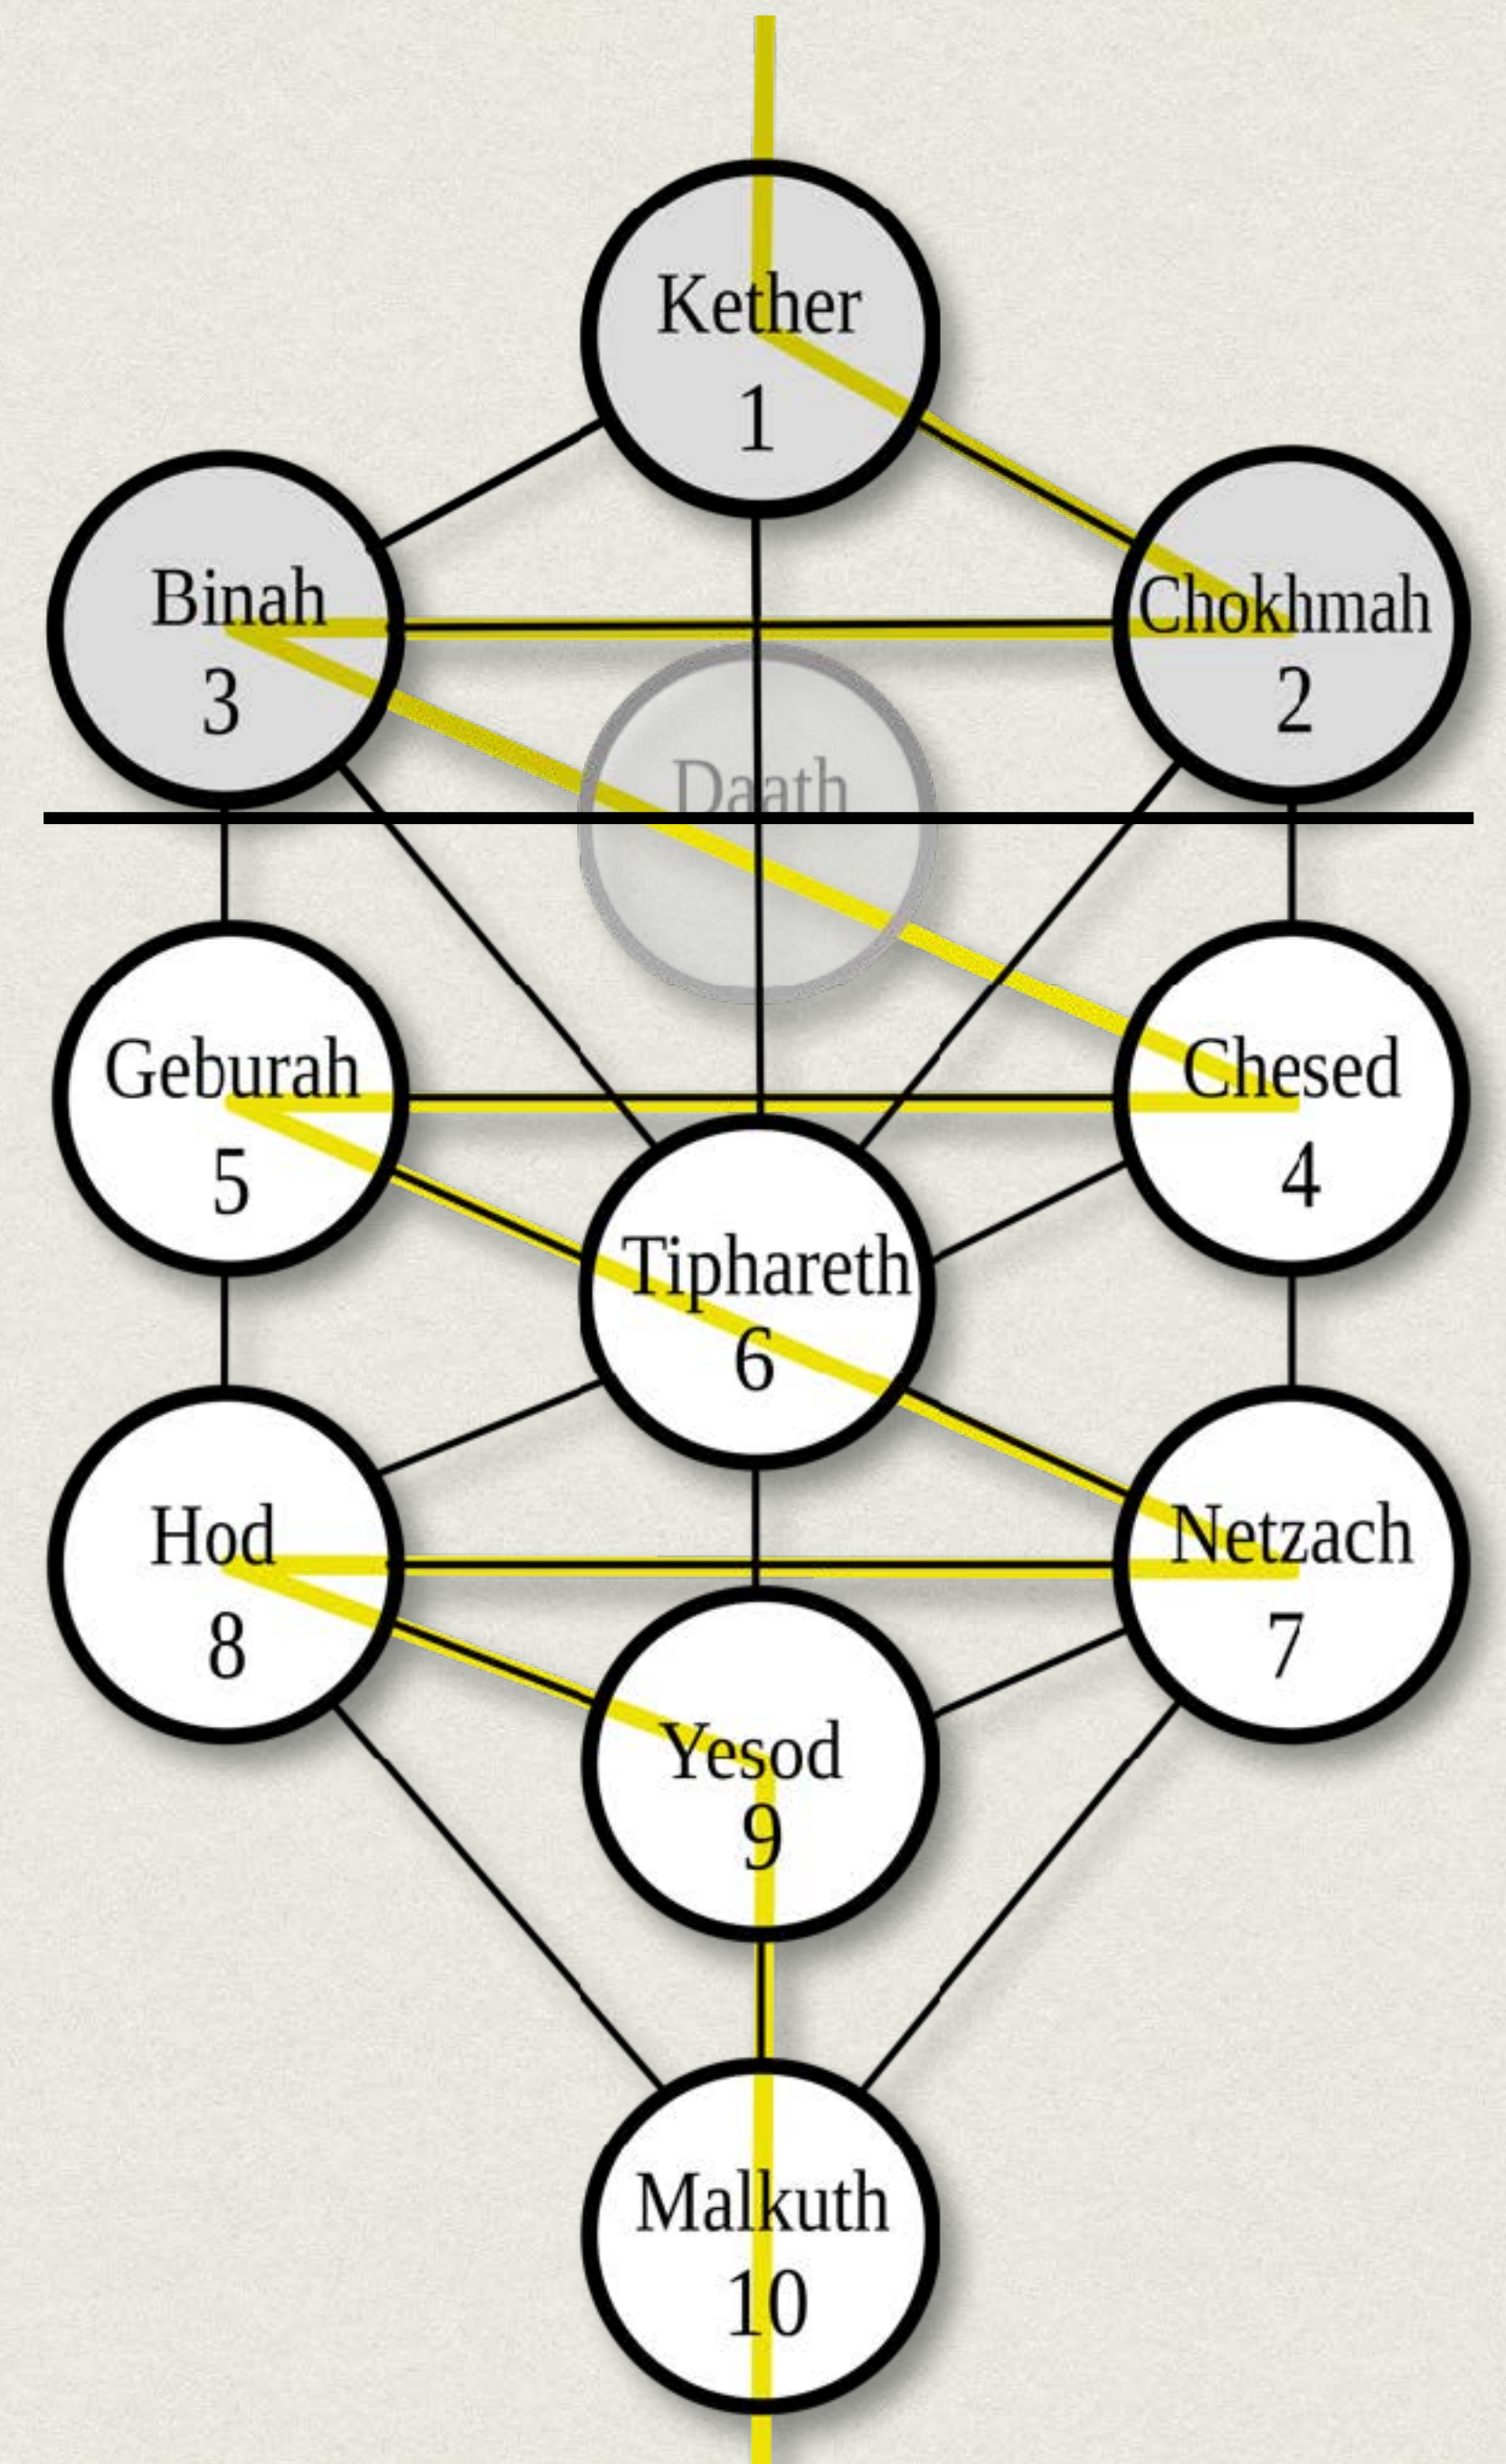 Kether
1
Binah
3
Chokhmah
2
Daath
Geburah
5
Chesed
4
Tiphareth
6
Hod
8
Netzach
7
Yesod
9
Malkuth
10